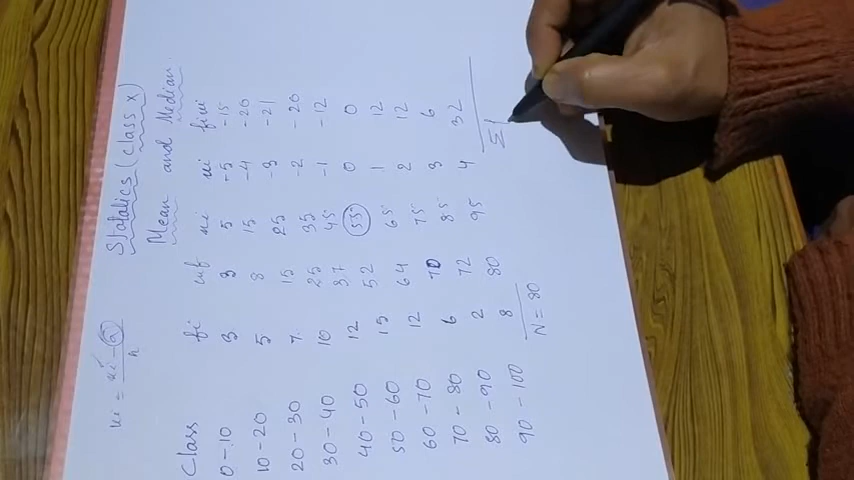 Statalics (Class X)
Mean and Median
ui = xi - a / h
Class fi cuf xi ui fiui
0-10 3 3 5 -5 -15
10-20 5 8 15 -4 -20
20-30 7 15 25 -3 -21
30-40 10 25 35 -2 -20
40-50 12 37 45 -1 -12
50-60 15 52 55 0 0
60-70 12 64 65 1 12
70-80 6 70 75 2 12
80-90 2 72 85 3 6
90-100 8 80 95 4 32
N = 80 Σf